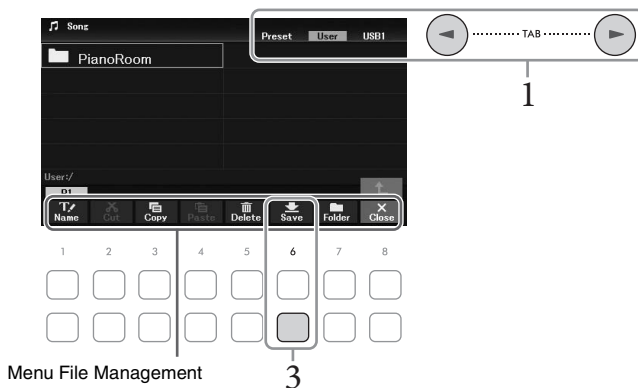 Song
Preset User USB1
TAB
PianoRoom
1
User:/
P1
Name Cut Copy Paste Delete Save Folder Close
1 2 3 4 5 6 7 8
Menu File Management
3